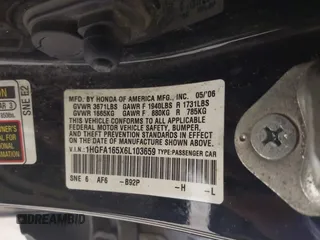 MFD. BY HONDA OF AMERICA MFG., INC. 05/'06
GVWR 3671LBS GAWR F 1940LBS R 1731LBS
GVWR 1665KG GAWR F 880KG R 785KG
THIS VEHICLE CONFORMS TO ALL APPLICABLE
FEDERAL MOTOR VEHICLE SAFETY, BUMPER,
AND THEFT PREVENTION STANDARDS IN EFFECT
ON THE DATE OF MANUFACTURE SHOWN ABOVE.
V.I.N.: 1HGFA165X6L103659 TYPE: PASSENGER CAR
SNE 6 AF6 -B92P -H -L
SNE E2
DREAMBID